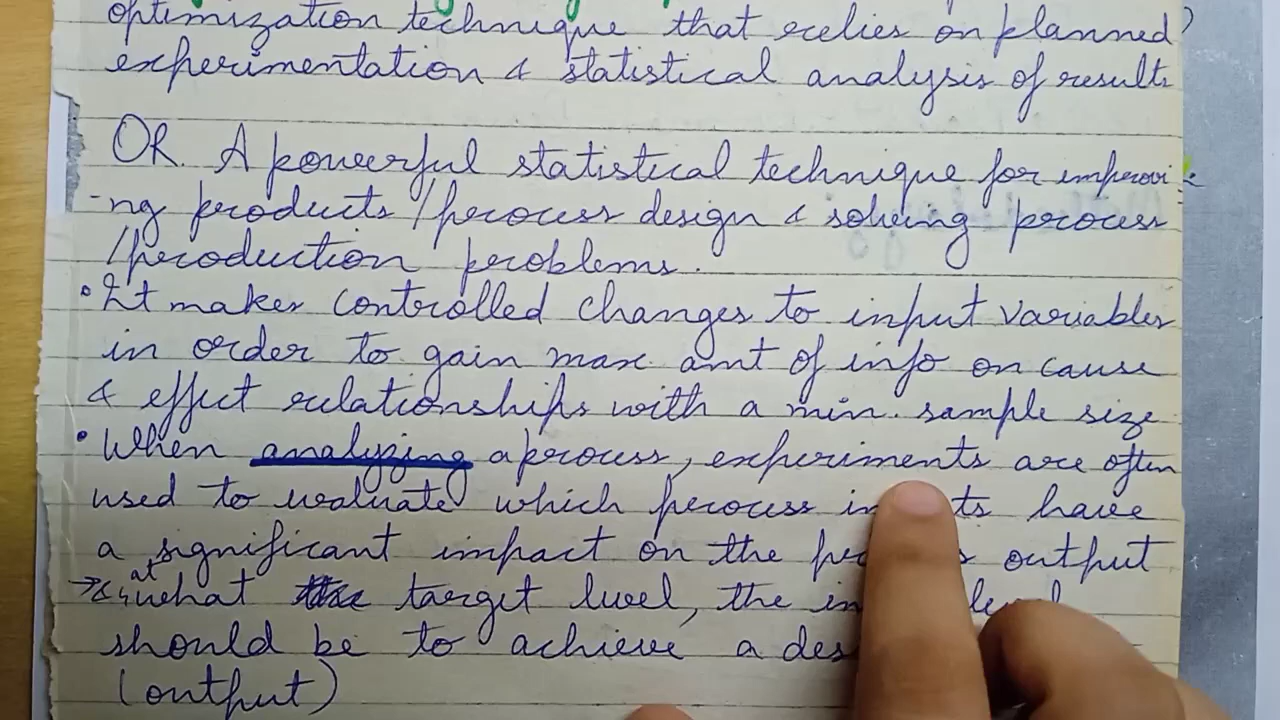 optimization technique that relies on planned
experimentation & statistical analysis of results
OR. A powerful statistical technique for improvi-
-ng products/process design & solving process
/production problems.
• It makes controlled changes to input variables
in order to gain max amt of info on cause
& effect relationships with a min. sample size
• When analyzing a process, experiments are often
used to evaluate which process in ts have
a significant impact on the output
→ & at what the target level, the
should be to achieve a
(output)